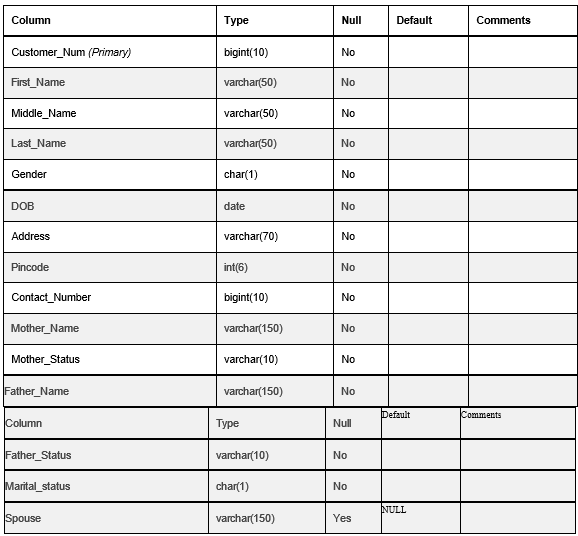 Column Type Null Default Comments
Customer_Num (Primary) bigint(10) No
First_Name varchar(50) No
Middle_Name varchar(50) No
Last_Name varchar(50) No
Gender char(1) No
DOB date No
Address varchar(70) No
Pincode int(6) No
Contact_Number bigint(10) No
Mother_Name varchar(150) No
Mother_Status varchar(10) No
Father_Name varchar(150) No
Column Type Null Default Comments
Father_Status varchar(10) No
Marital_status char(1) No
Spouse varchar(150) Yes NULL